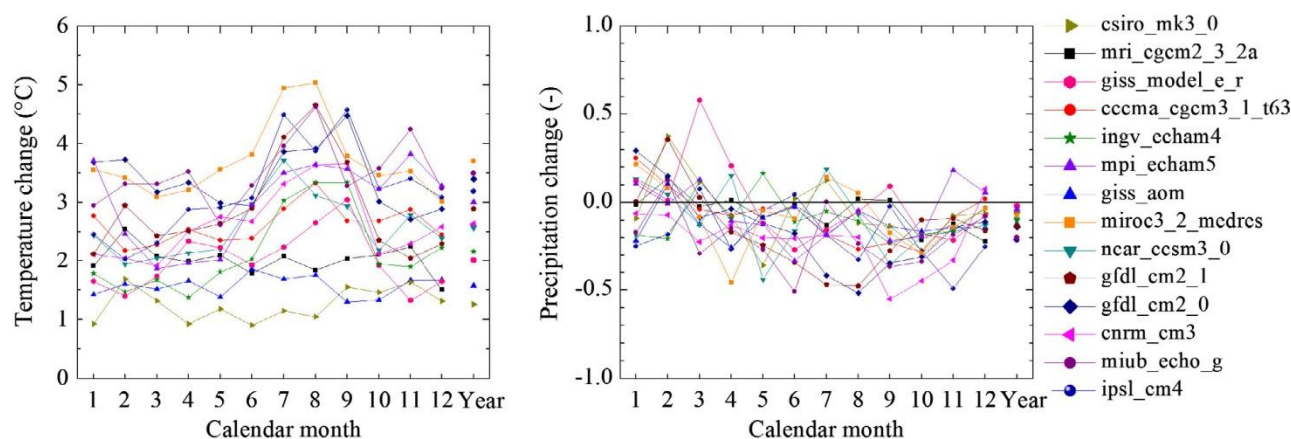 Temperature change (°C)
6
5
4
3
2
1
0
1 2 3 4 5 6 7 8 9 10 11 12 Year
Calendar month
Precipitation change (-)
1.0
0.5
0.0
-0.5
-1.0
1 2 3 4 5 6 7 8 9 10 11 12 Year
Calendar month
csiro_mk3_0
mri_cgcm2_3_2a
giss_model_e_r
cccma_cgcm3_1_t63
ingv_echam4
mpi_echam5
giss_aom
miroc3_2_medres
ncar_ccsm3_0
gfdl_cm2_1
gfdl_cm2_0
cnrm_cm3
miub_echo_g
ipsl_cm4